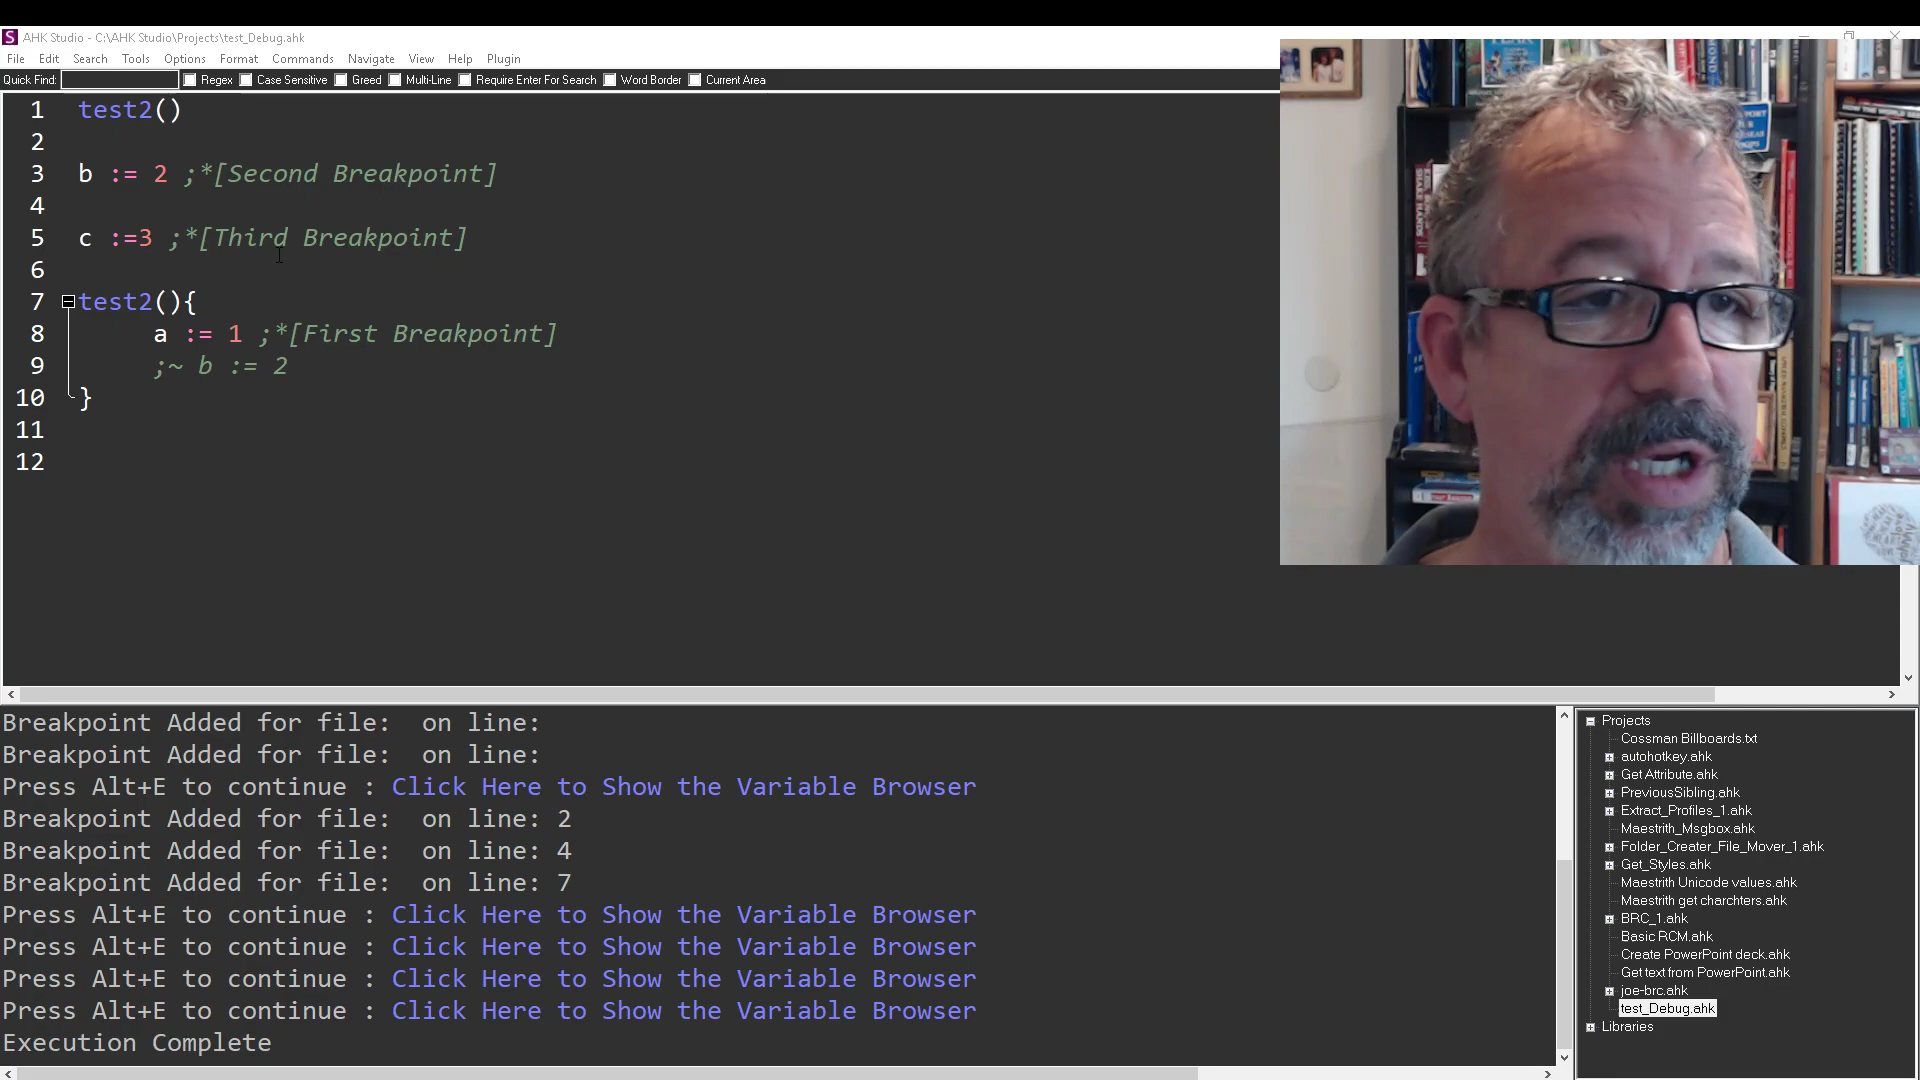 AHK Studio - C:\AHK Studio\Projects\test_Debug.ahk
File Edit Search Tools Options Format Commands Navigate View Help Plugin
Quick Find: Regex Case Sensitive Greed Multi-Line Require Enter For Search Word Border Current Area
1 test2()
2
3 b := 2 ;*[Second Breakpoint]
4
5 c :=3 ;*[Third Breakpoint]
6
7 test2(){
8 a := 1 ;*[First Breakpoint]
9 ;~ b := 2
10 }
11
12
Breakpoint Added for file:  on line:
Breakpoint Added for file:  on line:
Press Alt+E to continue : Click Here to Show the Variable Browser
Breakpoint Added for file:  on line: 2
Breakpoint Added for file:  on line: 4
Breakpoint Added for file:  on line: 7
Press Alt+E to continue : Click Here to Show the Variable Browser
Press Alt+E to continue : Click Here to Show the Variable Browser
Press Alt+E to continue : Click Here to Show the Variable Browser
Press Alt+E to continue : Click Here to Show the Variable Browser
Execution Complete
Projects
Cossman Billboards.txt
autohotkey.ahk
Get Attribute.ahk
PreviousSibling.ahk
Extract_Profiles_1.ahk
Maestrith_Msgbox.ahk
Folder_Creater_File_Mover_1.ahk
Get_Styles.ahk
Maestrith Unicode values.ahk
Maestrith get charchters.ahk
BRC_1.ahk
Basic RCM.ahk
Create PowerPoint deck.ahk
Get text from PowerPoint.ahk
joe-brc.ahk
test_Debug.ahk
Libraries